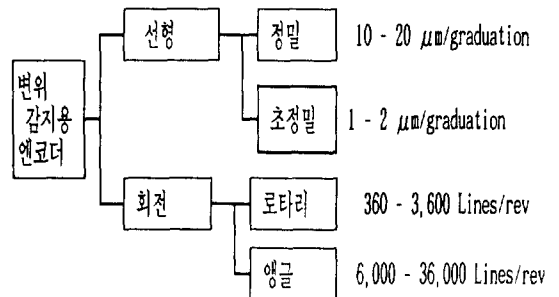 선형
정밀
10 - 20 μm/graduation
변위
감지용
엔코더
초정밀
1 - 2 μm/graduation
회전
로타리
360 - 3,600 Lines/rev
앵글
6,000 - 36,000 Lines/rev